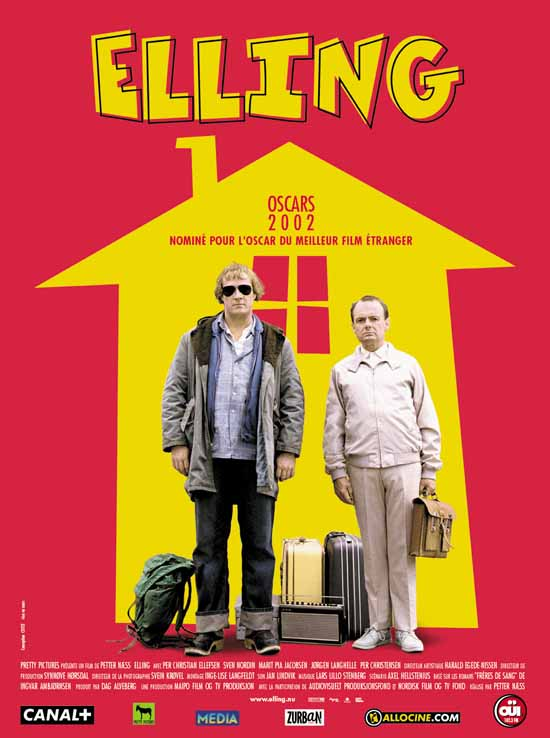 ELLING
OSCARS
2002
NOMINÉ POUR L'OSCAR DU MEILLEUR FILM ÉTRANGER
PRETTY PICTURES PRÉSENTE UN FILM DE PETTER NÆSS ELLING AVEC PER CHRISTIAN ELLEFSEN SVEN NORDIN MARIT PIA JACOBSEN JØRGEN LANGHELLE PER CHRISTENSEN DIRECTEUR ARTISTIQUE HARALD EGEDE-NISSEN DIRECTEUR DE
PRODUCTION SYNNØVE HØRSDAL DIRECTEUR DE LA PHOTOGRAPHIE SVEIN KRØVEL MONTAGE INGE-LISE LANGFELDT SON JAN LINDVIK MUSIQUE LARS LILLO STENBERG SCÉNARIO AXEL HELLSTENIUS BASÉ SUR LES ROMANS "FRÈRES DE SANG" DE
INGVAR AMBJØRNSEN PRODUIT PAR DAG ALVEBERG UNE PRODUCTION MAIPO FILM OG TV PRODUKSJON AVEC LA PARTICIPATION DE AUDIOVISUELT PRODUKSJONSFOND & NORDISK FILM OG TV FOND RÉALISÉ PAR PETTER NÆSS
www.elling.nu
CANAL+
MEDIA
ZURBAN
ALLOCINE.COM
OÜI
102.3 FM